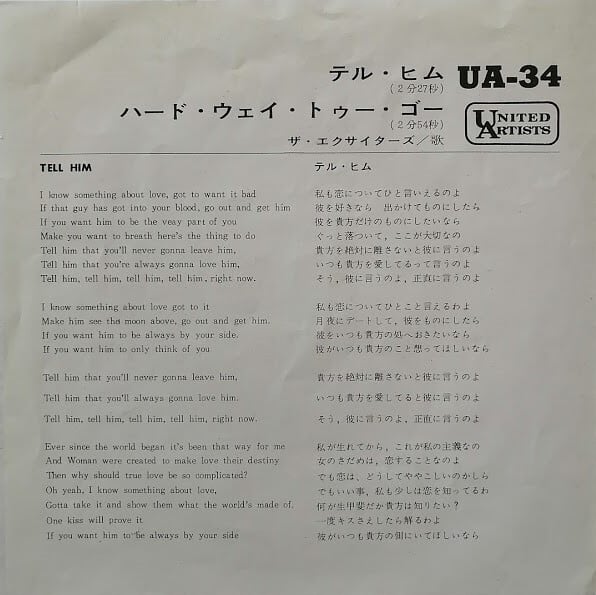 テル・ヒム
(2分27秒)
UA-34
ハード・ウェイ・トゥー・ゴー
(2分54秒)
UNITED ARTISTS
ザ・エクサイターズ／歌
TELL HIM
I know something about love, got to want it bad
If that guy has got into your blood, go out and get him
If you want him to be the veay part of you
Make you want to breath here's the thing to do
Tell him that you'll never gonna leave him,
Tell him that you're always gonna love him,
Tell him, tell him, tell him, tell him, right now.
I know something about love got to it
Make him see the moon above, go out and get him.
If you want him to be always by your side.
If you want him to only think of you
Tell him that you'll never gonna leave him,
Tell him that you'll always gonna love him.
Tell him, tell him, tell him, tell him, right now.
Ever since the world began it's been that way for me
And Woman were created to make love their destiny
Then why should true love be so complicated?
Oh yeah, I know something about love,
Gotta take it and show them what the world's made of.
One kiss will prove it
If you want him to be always by your side
テル・ヒム
私も恋についてひと言いえるのよ
彼を好きなら 出かけてものにしたら
彼を貴方だけのものにしたいなら
ぐっと落ついて，ここが大切なの
貴方を絶対に離さないと彼に言うのよ
いつも貴方を愛してるって言うのよ
そう，彼に言うのよ，正直に言うのよ
私も恋についてひとこと言えるわよ
月夜にデートして，彼をものにしたら
彼をいつも貴方の処へおきたいなら
彼がいつも貴方のこと想ってほしいなら
貴方を絶対に離さないと彼に言うのよ
いつも貴方を愛してると彼に言うのよ
そう，彼に言うのよ，正直に言うのよ
私が生れてから，これが私の主義なの
女のさだめは，恋することなのよ
でも恋は、どうしてややこしいのかしら
でもいい事，私も少しは恋を知ってるわ
何が生甲斐だか貴方は知りたい？
一度キスさえしたら解るわよ
彼がいつも貴方の側にいてほしいなら